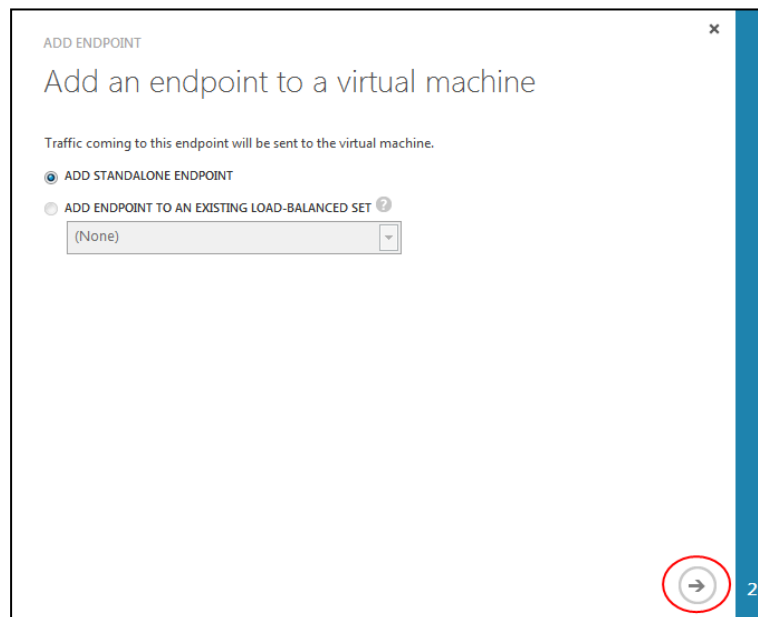 ADD ENDPOINT
Add an endpoint to a virtual machine
Traffic coming to this endpoint will be sent to the virtual machine.
ADD STANDALONE ENDPOINT
ADD ENDPOINT TO AN EXISTING LOAD-BALANCED SET ?
(None)
2